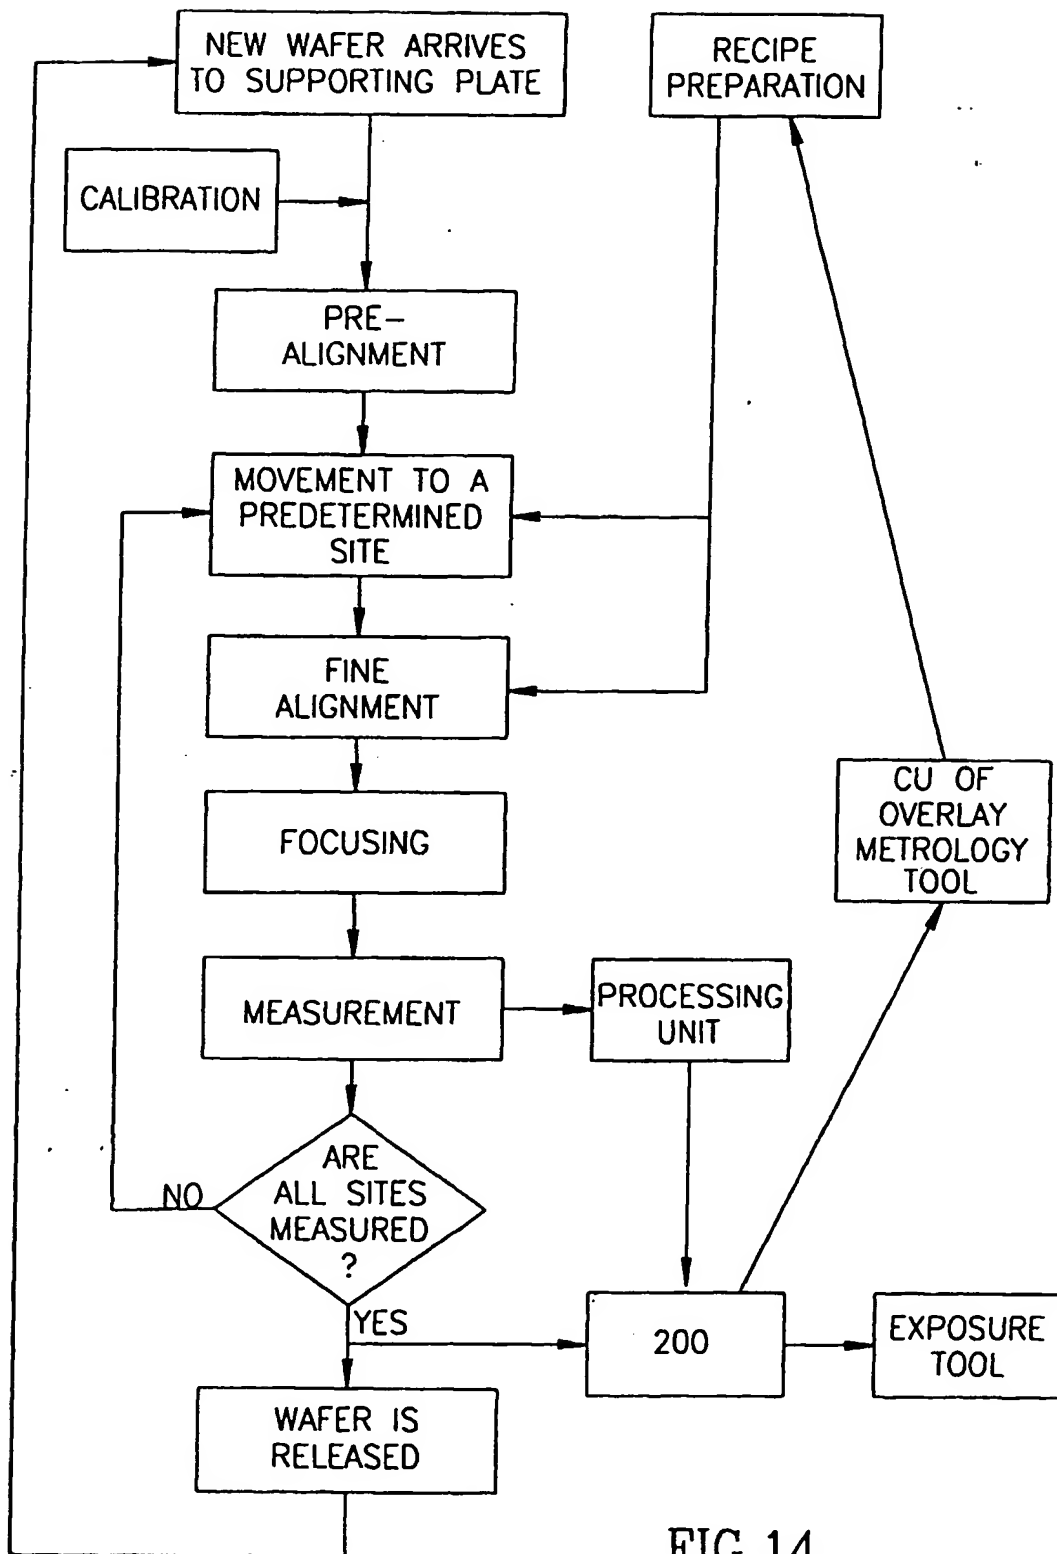 NEW WAFER ARRIVES
TO SUPPORTING PLATE
RECIPE
PREPARATION
CALIBRATION
PRE-
ALIGNMENT
MOVEMENT TO A
PREDETERMINED
SITE
FINE
ALIGNMENT
FOCUSING
CU OF
OVERLAY
METROLOGY
TOOL
MEASUREMENT
PROCESSING
UNIT
ARE
ALL SITES
MEASURED
?
NO
YES
200
EXPOSURE
TOOL
WAFER IS
RELEASED
FIG. 14